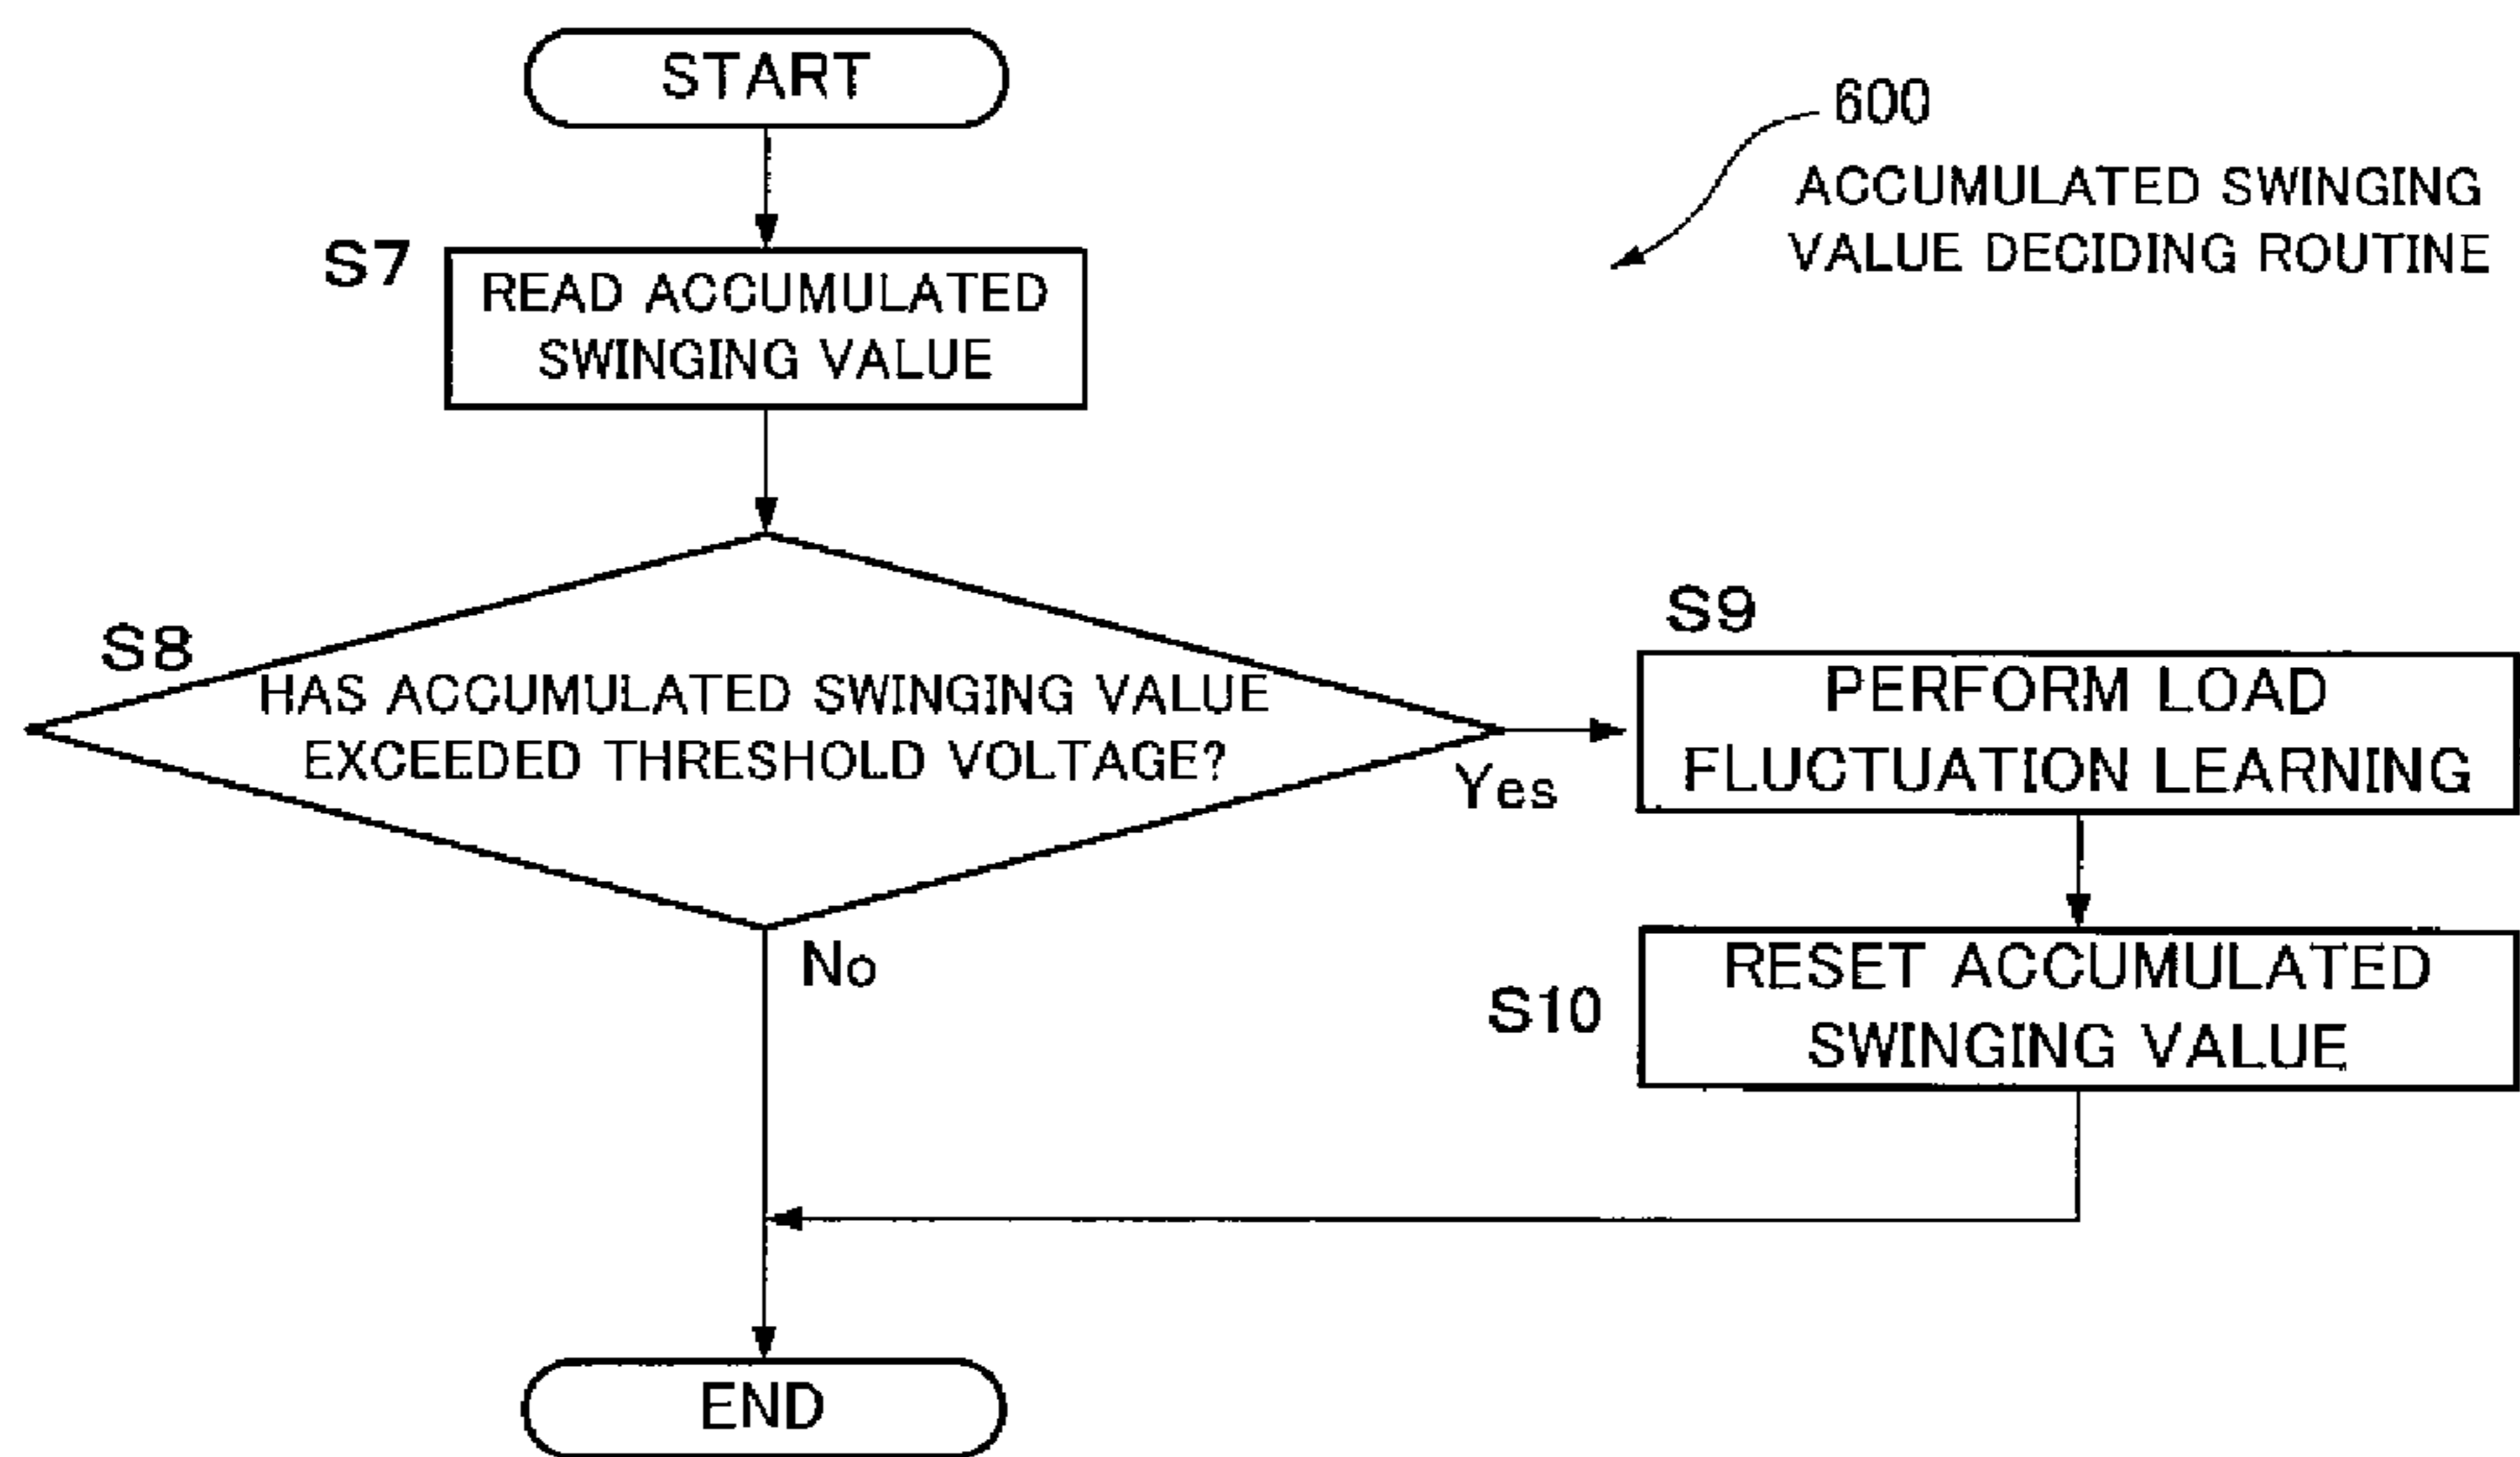 START
600
ACCUMULATED SWINGING
VALUE DECIDING ROUTINE
S7
READ ACCUMULATED
SWINGING VALUE
S8
HAS ACCUMULATED SWINGING VALUE
EXCEEDED THRESHOLD VOLTAGE?
Yes
No
S9
PERFORM LOAD
FLUCTUATION LEARNING
S10
RESET ACCUMULATED
SWINGING VALUE
END